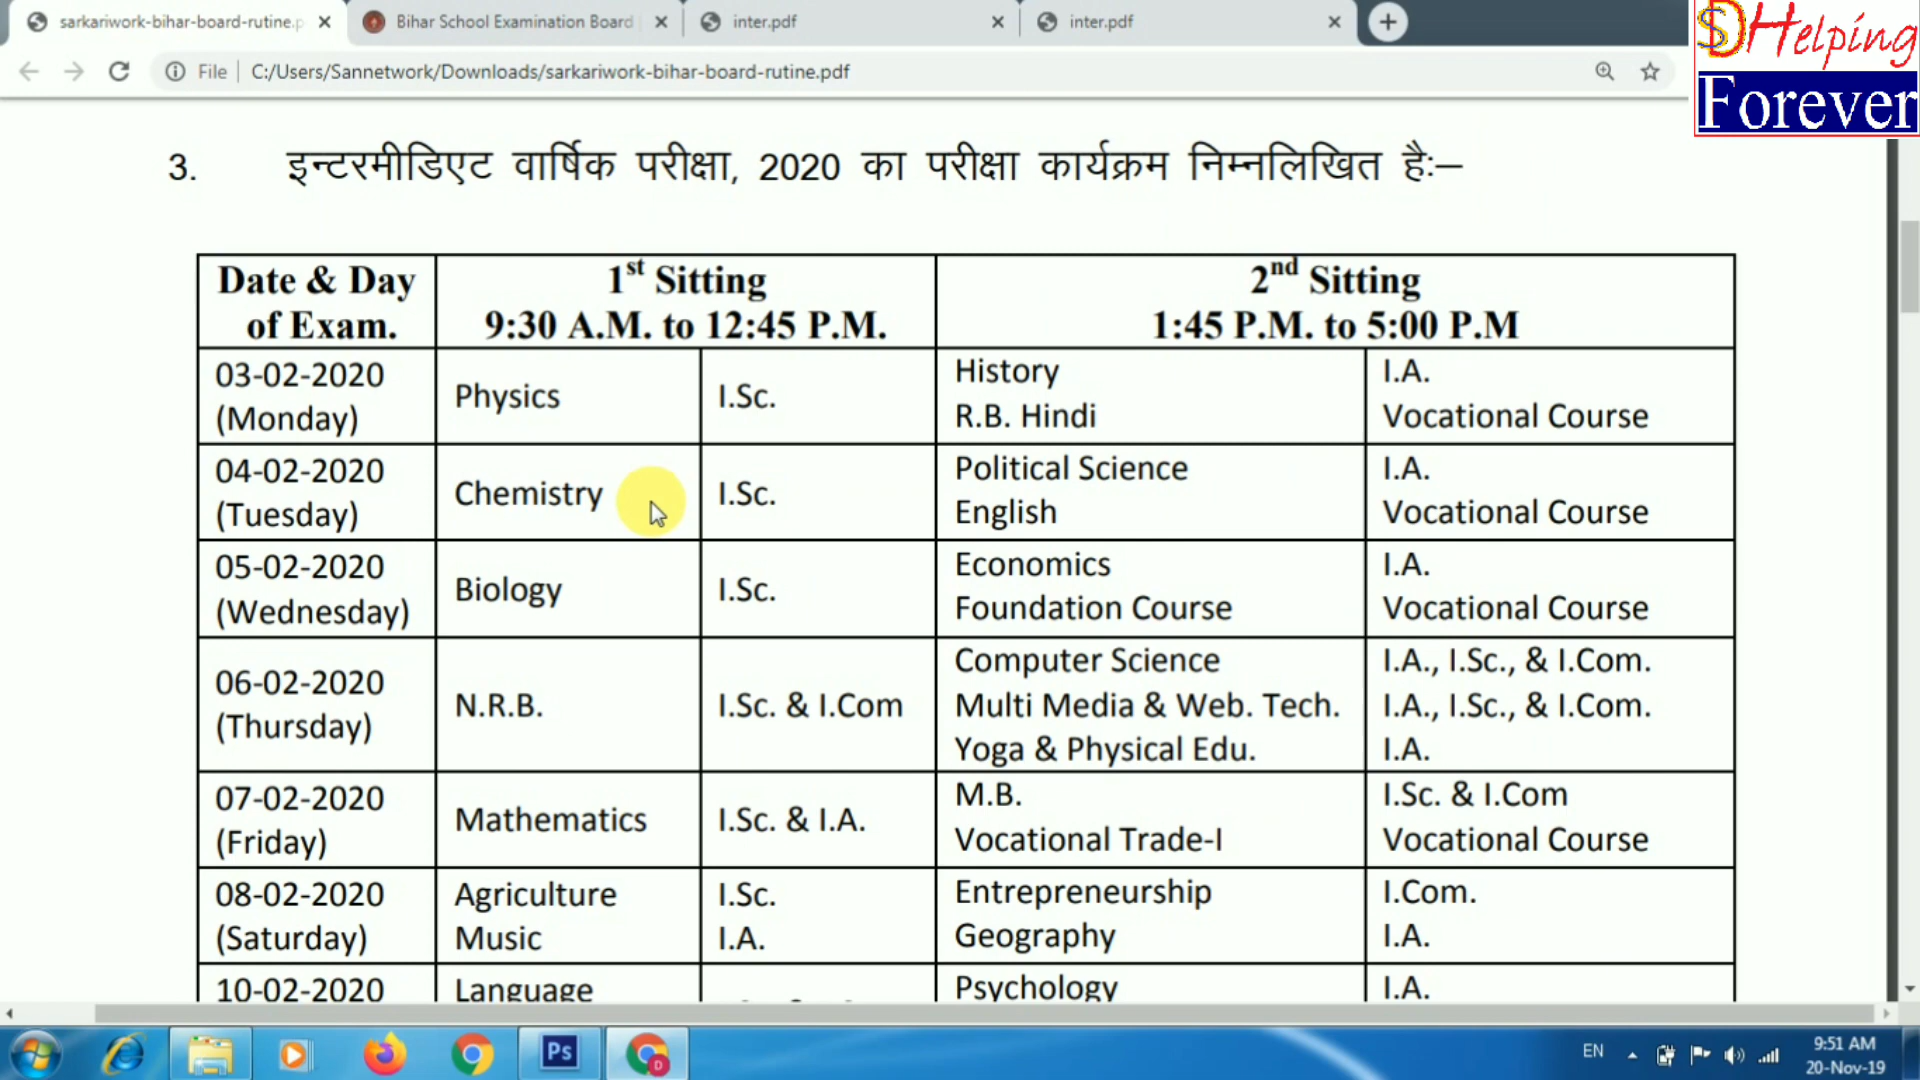 sarkariwork-bihar-board-rutine.p
Bihar School Examination Board
inter.pdf
inter.pdf
File
C:/Users/Sannetwork/Downloads/sarkariwork-bihar-board-rutine.pdf
SD Helping
Forever
3. इन्टरमीडिएट वार्षिक परीक्षा, 2020 का परीक्षा कार्यक्रम निम्नलिखित है:–
Date & Day of Exam.
1st Sitting
9:30 A.M. to 12:45 P.M.
2nd Sitting
1:45 P.M. to 5:00 P.M
03-02-2020
(Monday)
Physics
I.Sc.
History I.A.
R.B. Hindi Vocational Course
04-02-2020
(Tuesday)
Chemistry
I.Sc.
Political Science I.A.
English Vocational Course
05-02-2020
(Wednesday)
Biology
I.Sc.
Economics I.A.
Foundation Course Vocational Course
06-02-2020
(Thursday)
N.R.B.
I.Sc. & I.Com
Computer Science I.A., I.Sc., & I.Com.
Multi Media & Web. Tech. I.A., I.Sc., & I.Com.
Yoga & Physical Edu. I.A.
07-02-2020
(Friday)
Mathematics
I.Sc. & I.A.
M.B. I.Sc. & I.Com
Vocational Trade-I Vocational Course
08-02-2020
(Saturday)
Agriculture I.Sc.
Music I.A.
Entrepreneurship I.Com.
Geography I.A.
10-02-2020
Language
Psychology I.A.
Ps
EN
9:51 AM
20-Nov-19